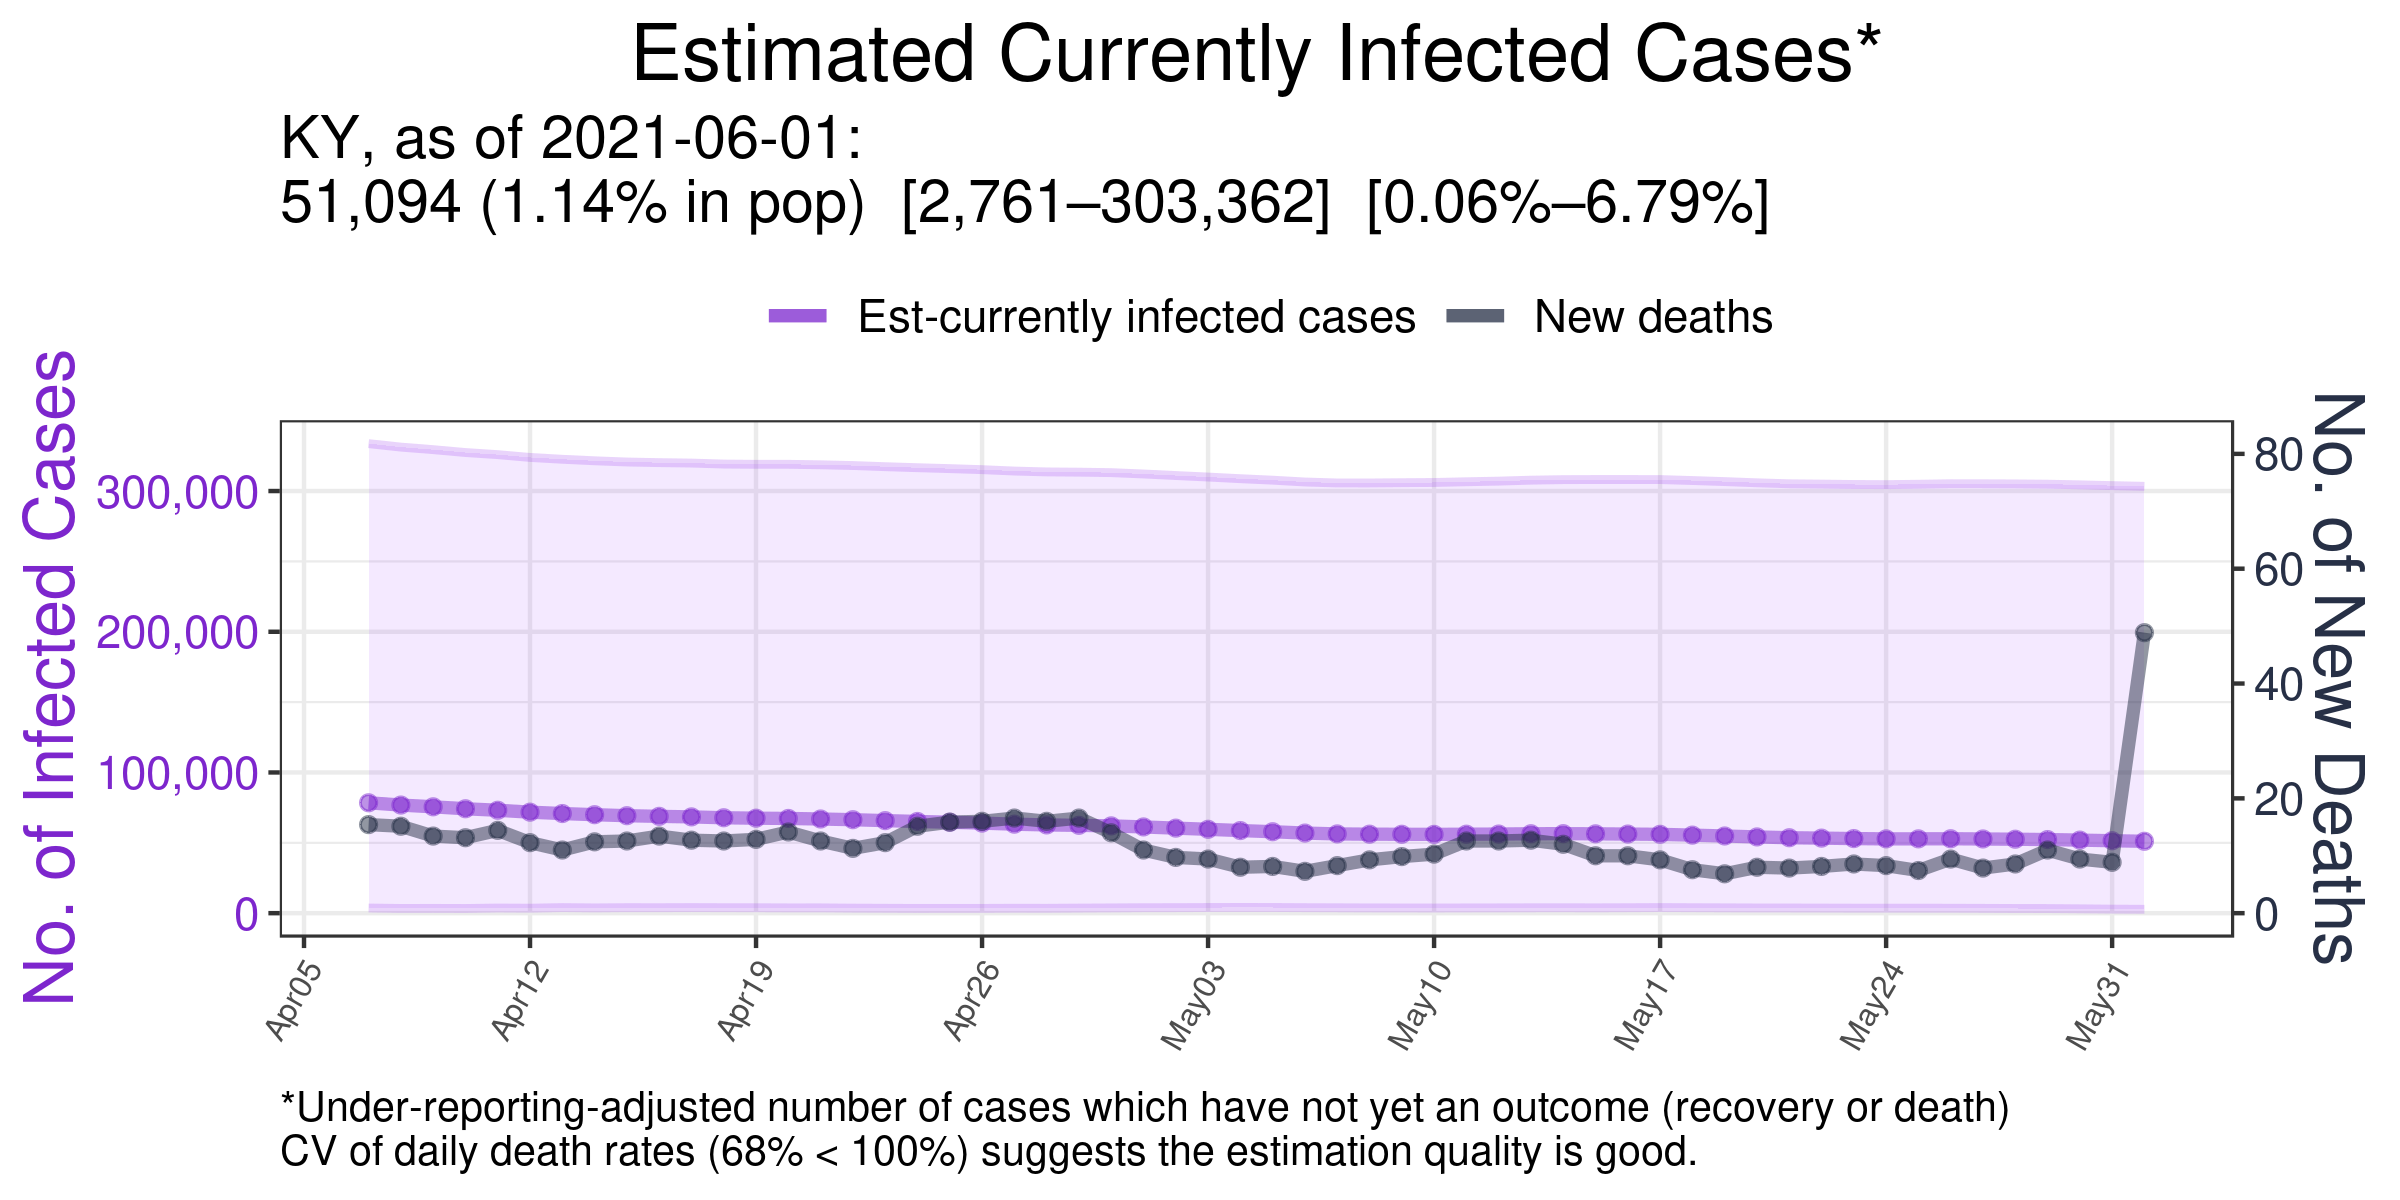 Estimated Currently Infected Cases*
KY, as of 2021-06-01:
51,094 (1.14% in pop)  [2,761–303,362]  [0.06%–6.79%]
Est-currently infected cases
New deaths
No. of Infected Cases
300,000
200,000
100,000
0
80
60
40
20
0
No. of New Deaths
Apr05
Apr12
Apr19
Apr26
May03
May10
May17
May24
May31
*Under-reporting-adjusted number of cases which have not yet an outcome (recovery or death)
CV of daily death rates (68% < 100%) suggests the estimation quality is good.